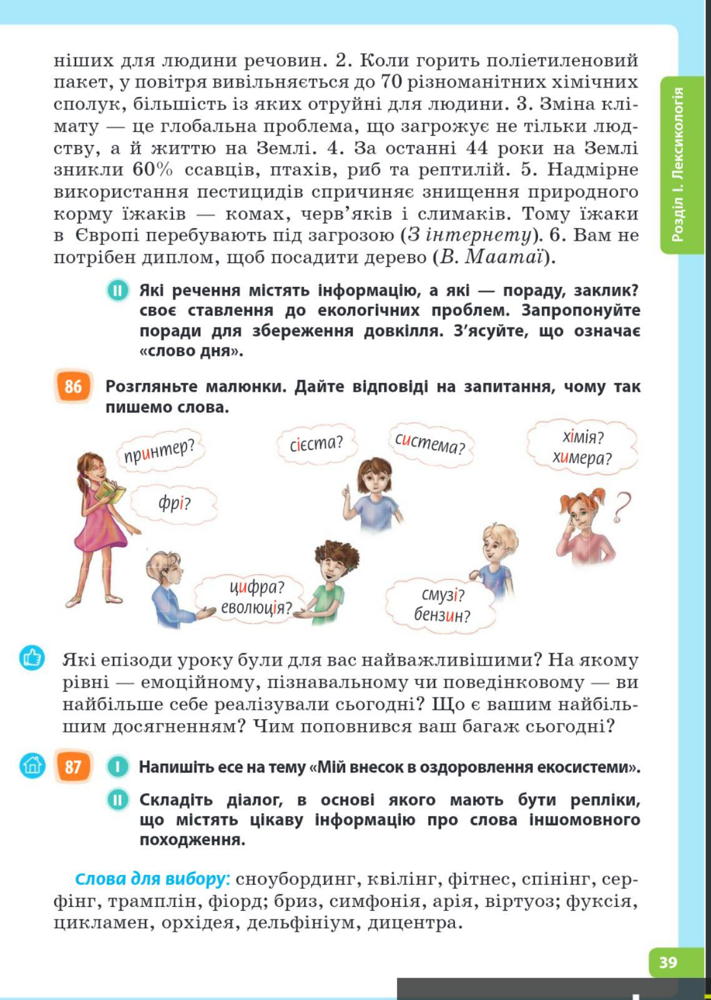 ніших для людини речовин. 2. Коли горить поліетиленовий
пакет, у повітря вивільняється до 70 різноманітних хімічних
сполук, більшість із яких отруйні для людини. 3. Зміна клі-
мату — це глобальна проблема, що загрожує не тільки люд-
ству, а й життю на Землі. 4. За останні 44 роки на Землі
зникли 60% ссавців, птахів, риб та рептилій. 5. Надмірне
використання пестицидів спричиняє знищення природного
корму їжаків — комах, черв’яків і слимаків. Тому їжаки
в Європі перебувають під загрозою (З інтернету). 6. Вам не
потрібен диплом, щоб посадити дерево (В. Маатаї).
Розділ І. Лексикологія
II Які речення містять інформацію, а які — пораду, заклик?
своє ставлення до екологічних проблем. Запропонуйте
поради для збереження довкілля. З’ясуйте, що означає
«слово дня».
86 Розгляньте малюнки. Дайте відповіді на запитання, чому так
пишемо слова.
принтер?
фрі?
сієста?
система?
хімія?
химера?
цифра?
еволюція?
смузі?
бензин?
?
Які епізоди уроку були для вас найважливішими? На якому
рівні — емоційному, пізнавальному чи поведінковому — ви
найбільше себе реалізували сьогодні? Що є вашим найбіль-
шим досягненням? Чим поповнився ваш багаж сьогодні?
87 I Напишіть есе на тему «Мій внесок в оздоровлення екосистеми».
II Складіть діалог, в основі якого мають бути репліки,
що містять цікаву інформацію про слова іншомовного
походження.
Слова для вибору: сноубординг, квілінг, фітнес, спінінг, сер-
фінг, трамплін, фіорд; бриз, симфонія, арія, віртуоз; фуксія,
цикламен, орхідея, дельфініум, дицентра.
39